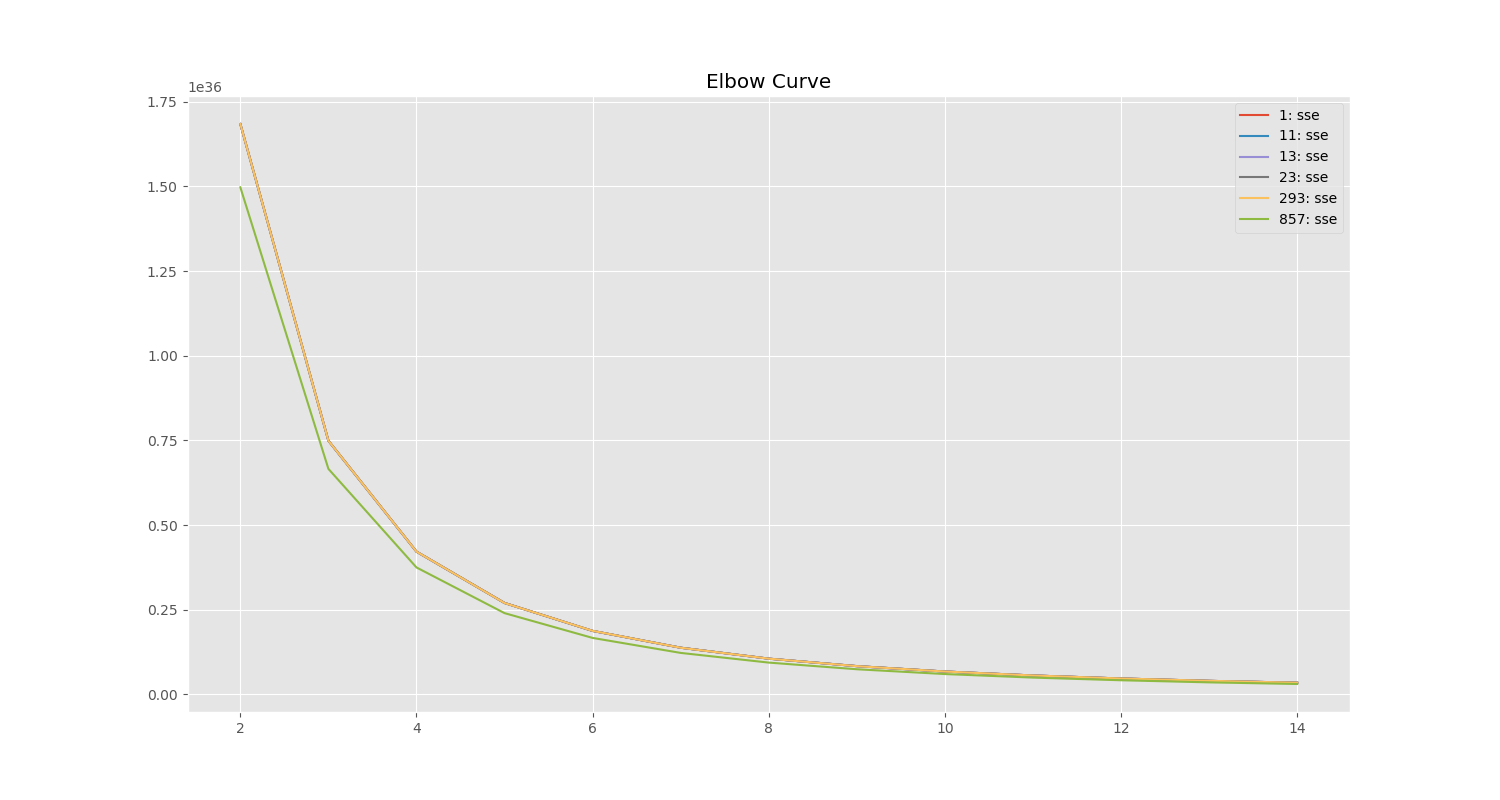 Elbow Curve
1e36
1.75
1.50
1.25
1.00
0.75
0.50
0.25
0.00
2 4 6 8 10 12 14
1: sse
11: sse
13: sse
23: sse
293: sse
857: sse